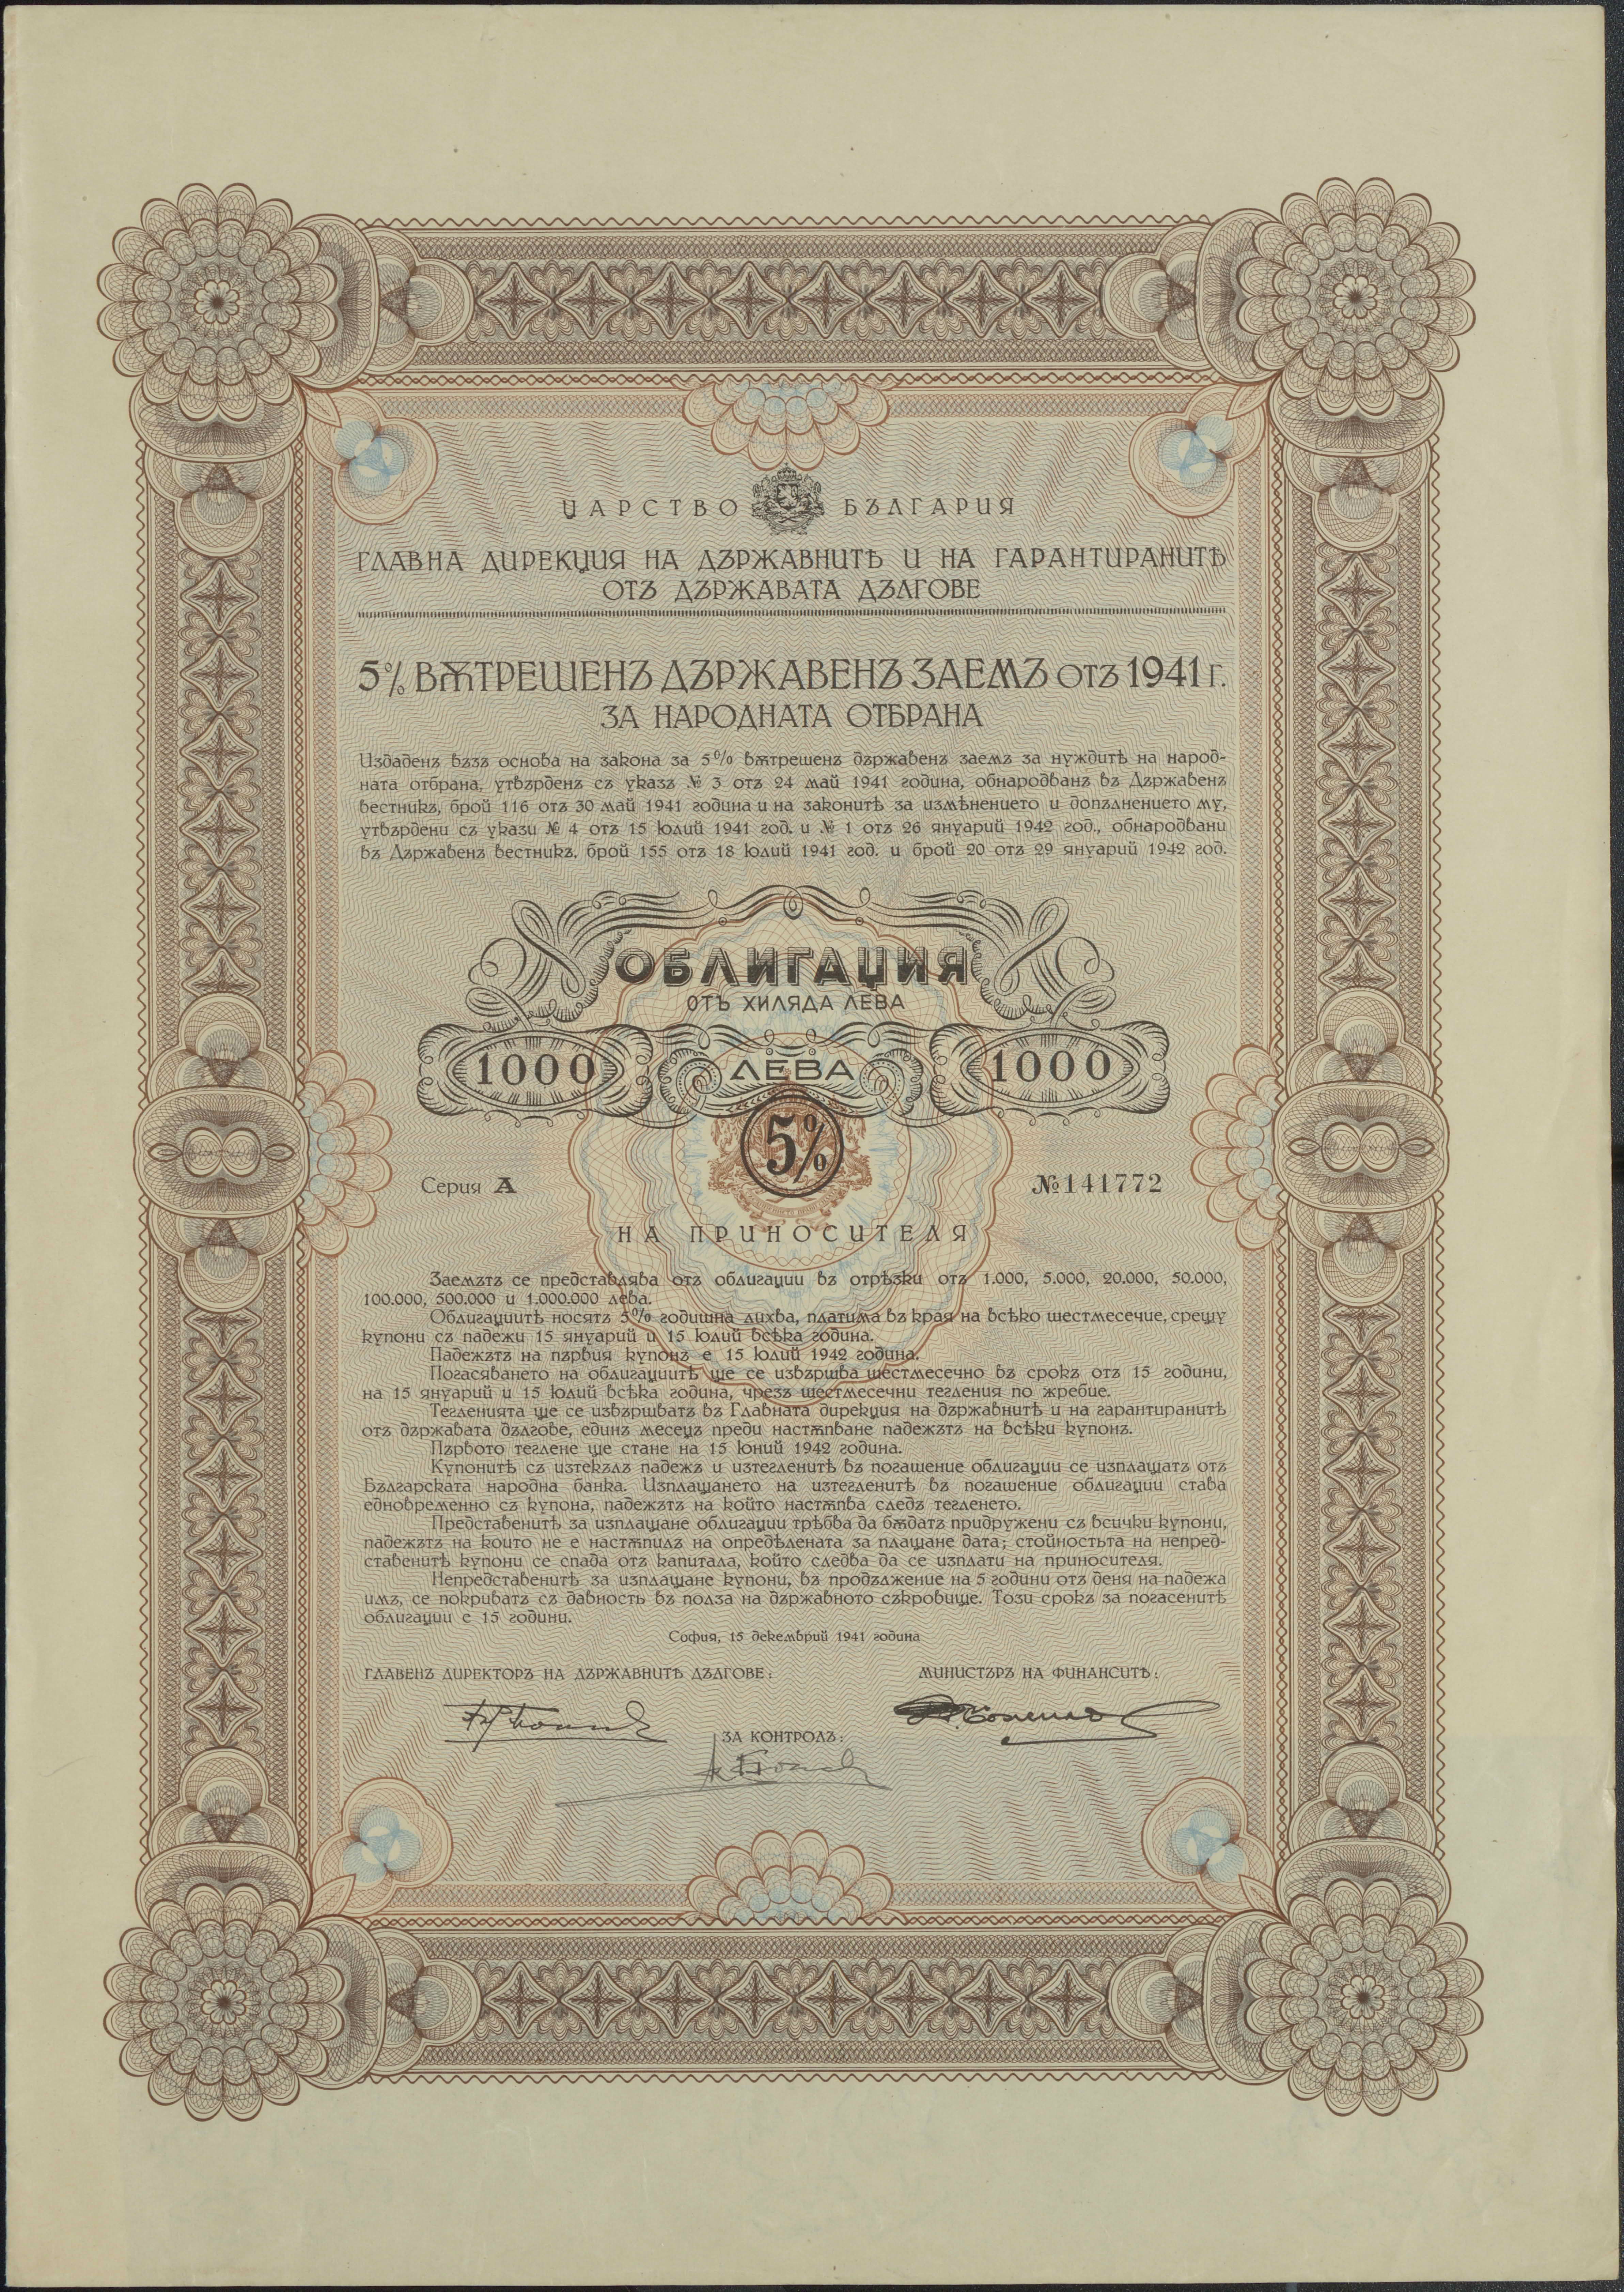 ЦАРСТВО БЪЛГАРИЯ
ГЛАВНА ДИРЕКЦИЯ НА ДЪРЖАВНИТѢ И НА ГАРАНТИРАНИТѢ
ОТЪ ДЪРЖАВАТА ДЪЛГОВЕ
5% ВѪТРЕШЕНЪ ДЪРЖАВЕНЪ ЗАЕМЪ ОТЪ 1941 Г.
ЗА НАРОДНАТА ОТБРАНА
Издаденъ възъ основа на закона за 5% вѫтрешенъ държавенъ заемъ за нуждитѣ на народ-
ната отбрана, утвърденъ съ указъ № 3 отъ 24 май 1941 година, обнародванъ въ Държавенъ
вестникъ, брой 116 отъ 30 май 1941 година и на законитѣ за измѣнението и допълнението му,
утвърдени съ укази № 4 отъ 15 юлий 1941 год. и № 1 отъ 26 януарий 1942 год., обнародвани
въ Държавенъ вестникъ, брой 155 отъ 18 юлий 1941 год. и брой 20 отъ 29 януарий 1942 год.
ОБЛИГАЦИЯ
ОТЪ ХИЛЯДА ЛЕВА
1000 ЛЕВА 1000
5%
Серия А №141772
НА ПРИНОСИТЕЛЯ
Заемътъ се представлява отъ облигации въ отрѣзки отъ 1.000, 5.000, 20.000, 50.000,
100.000, 500.000 и 1.000.000 лева.
Облигациитѣ носятъ 5% годишна лихва, платима въ края на всѣко шестмесечие, срещу
купони съ падежи 15 януарий и 15 юлий всѣка година.
Падежътъ на първия купонъ е 15 юлий 1942 година.
Погасяването на облигациитѣ ще се извършва шестмесечно въ срокъ отъ 15 години,
на 15 януарий и 15 юлий всѣка година, чрезъ шестмесечни тегления по жребие.
Тегленията ще се извършватъ въ Главната дирекция на държавнитѣ и на гарантиранитѣ
отъ държавата дългове, единъ месецъ преди настѫпване падежътъ на всѣки купонъ.
Първото теглене ще стане на 15 юний 1942 година.
Купонитѣ съ изтекълъ падежъ и изтегленитѣ въ погашение облигации се изплащатъ отъ
Българската народна банка. Изплащането на изтегленитѣ въ погашение облигации става
едновременно съ купона, падежътъ на който настѫпва следъ тегленето.
Представенитѣ за изплащане облигации трѣбва да бѫдатъ придружени съ всички купони,
падежътъ на които не е настѫпилъ на опредѣлената за плащане дата; стойностьта на непред-
ставенитѣ купони се спада отъ капитала, който следва да се изплати на приносителя.
Непредставенитѣ за изплащане купони, въ продължение на 5 години отъ деня на падежа
имъ, се покриватъ съ давность въ полза на държавното съкровище. Този срокъ за погасенитѣ
облигации е 15 години.
София, 15 декемврий 1941 година
ГЛАВЕНЪ ДИРЕКТОРЪ НА ДЪРЖАВНИТѢ ДЪЛГОВЕ: МИНИСТЪРЪ НА ФИНАНСИТѢ:
ЗА КОНТРОЛЪ: